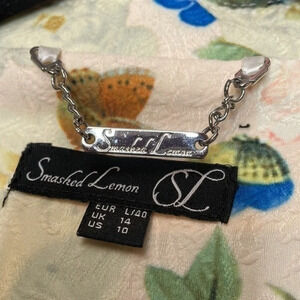 Smashed Lemon
Smashed Lemon SL
EUR L/40
UK 14
US 10